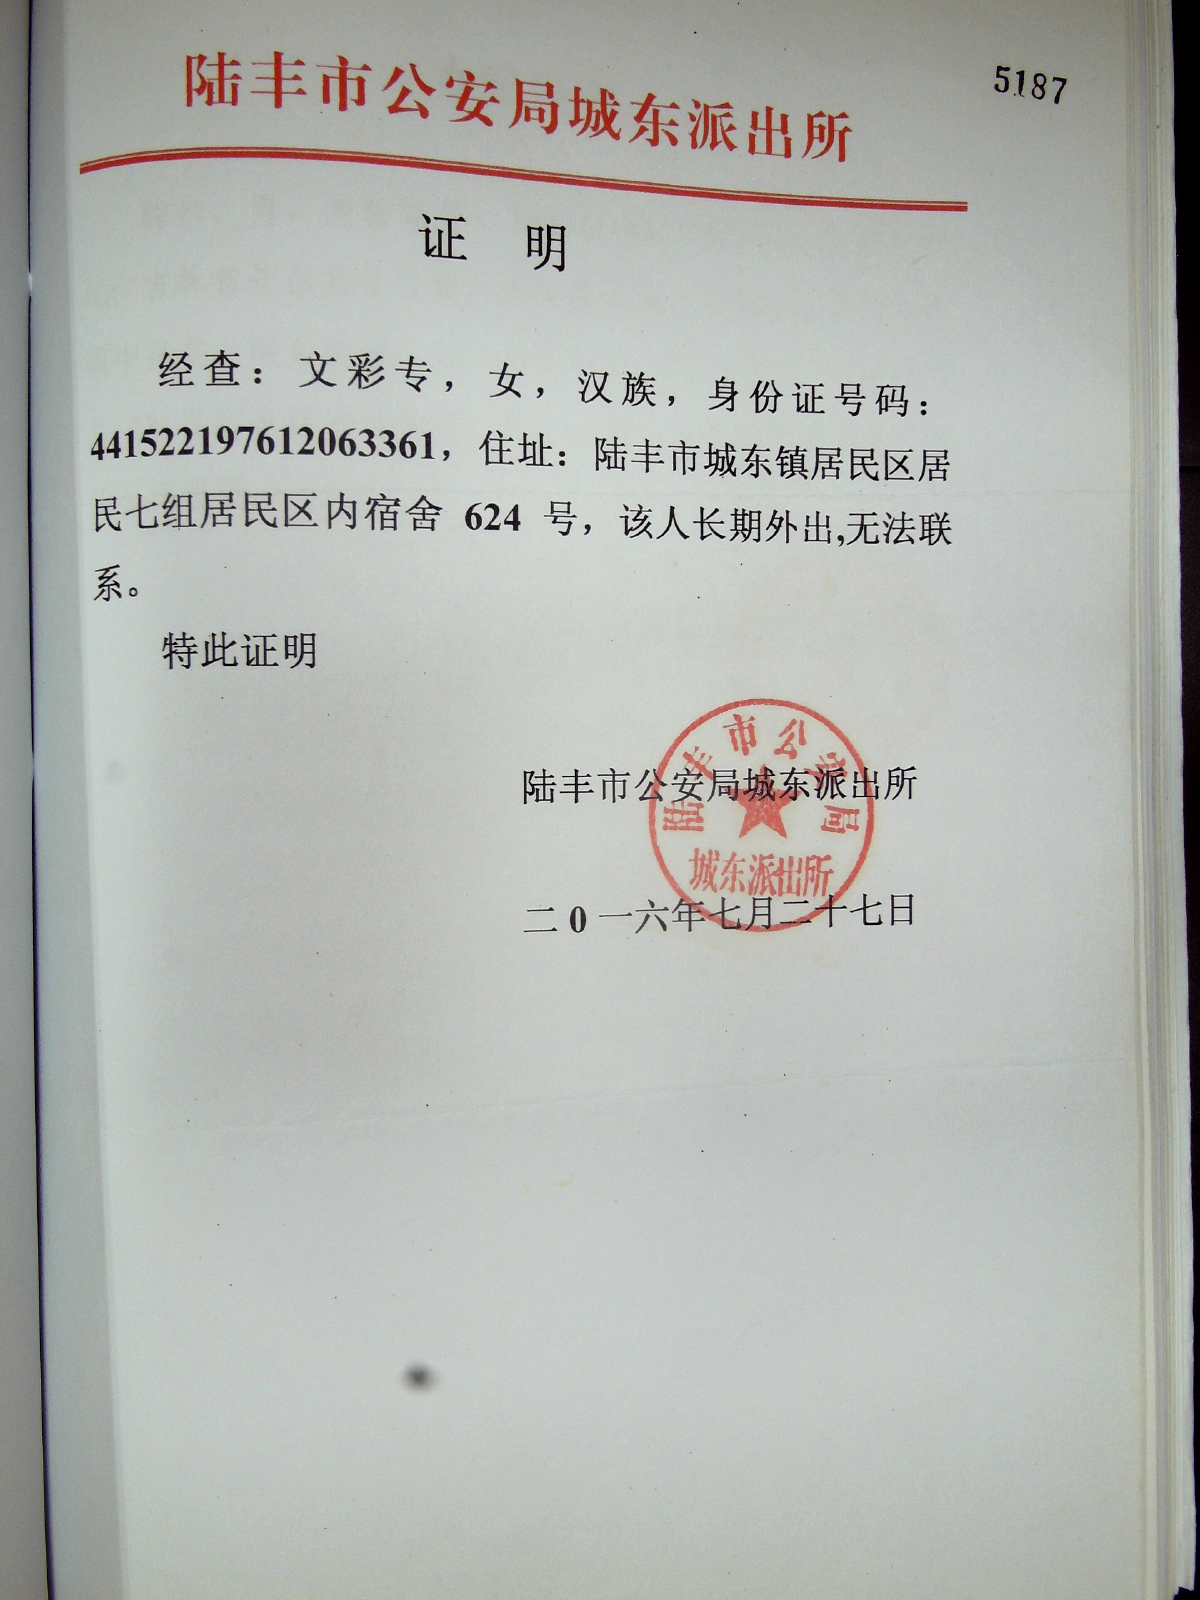 5187
陆丰市公安局城东派出所
证 明
经查：文彩专，女，汉族，身份证号码：
441522197612063361，住址：陆丰市城东镇居民区居
民七组居民区内宿舍 624 号，该人长期外出,无法联
系。
特此证明
陆丰市公安局城东派出所
二0一六年七月二十七日
陆丰市公安局
城东派出所